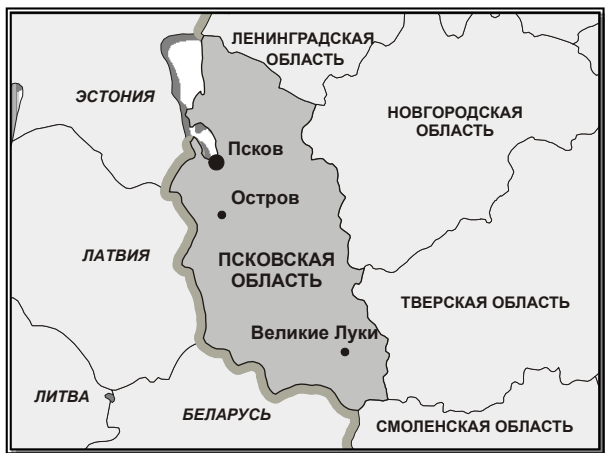 ЛЕНИНГРАДСКАЯ
ОБЛАСТЬ
ЭСТОНИЯ
НОВГОРОДСКАЯ
ОБЛАСТЬ
Псков
Остров
ЛАТВИЯ
ПСКОВСКАЯ
ОБЛАСТЬ
ТВЕРСКАЯ ОБЛАСТЬ
Великие Луки
ЛИТВА
БЕЛАРУСЬ
СМОЛЕНСКАЯ ОБЛАСТЬ